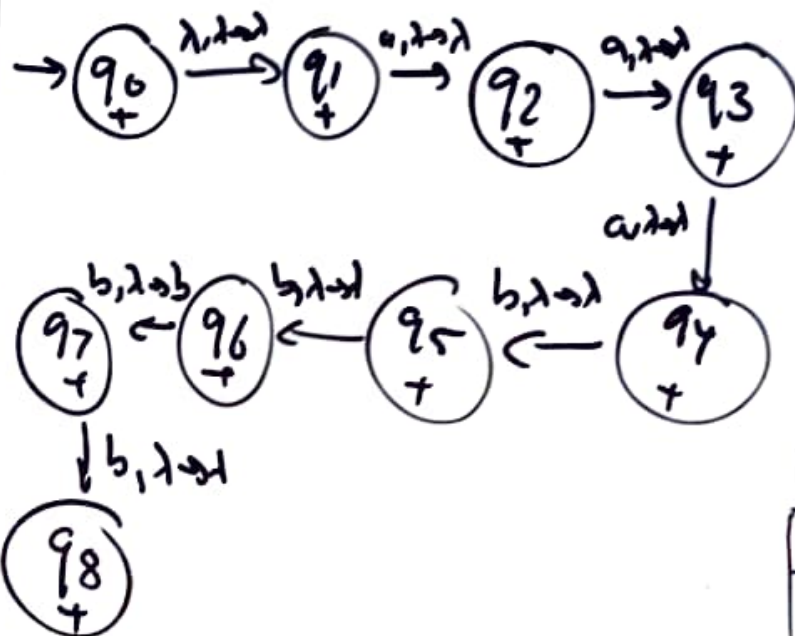 λ,λ→λ a,λ→λ a,λ→λ
→ q0 + q1 + q2 + q3 +
a,λ→λ
b,λ→b b,λ→λ b,λ→λ
q7 + q6 + q5 + q4 +
b,λ→λ
q8 +